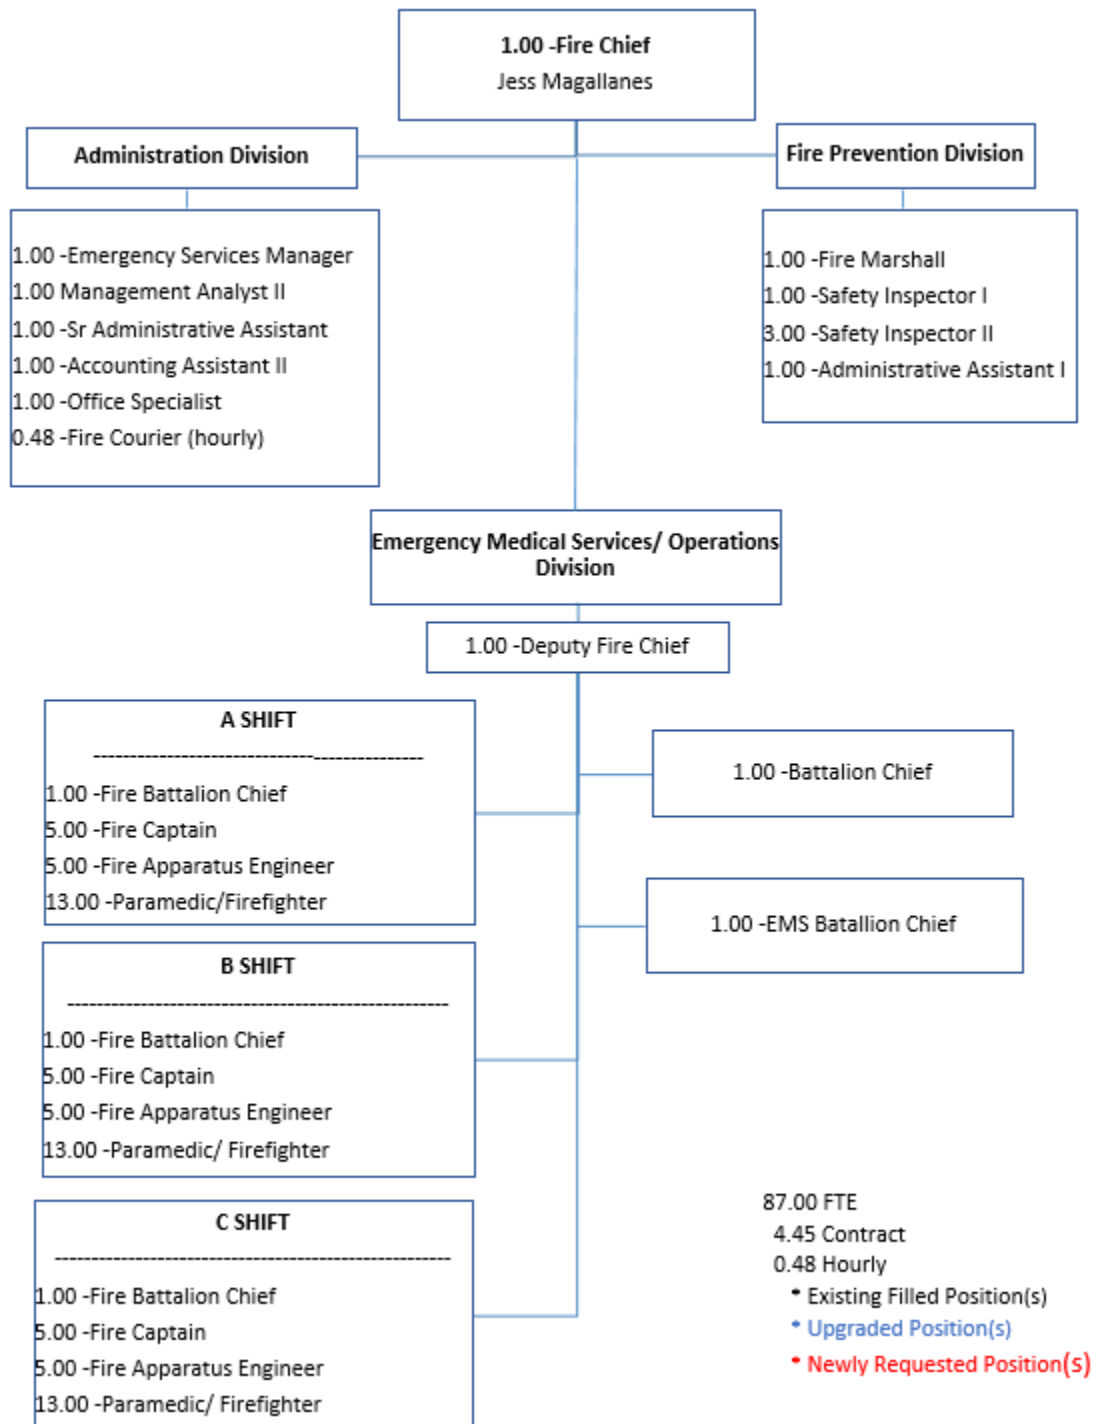 1.00 -Fire Chief
Jess Magallanes
Administration Division
Fire Prevention Division
1.00 -Emergency Services Manager
1.00 Management Analyst II
1.00 -Sr Administrative Assistant
1.00 -Accounting Assistant II
1.00 -Office Specialist
0.48 -Fire Courier (hourly)
1.00 -Fire Marshall
1.00 -Safety Inspector I
3.00 -Safety Inspector II
1.00 -Administrative Assistant I
Emergency Medical Services/ Operations
Division
1.00 -Deputy Fire Chief
A SHIFT
---------------------------------------------
1.00 -Fire Battalion Chief
5.00 -Fire Captain
5.00 -Fire Apparatus Engineer
13.00 -Paramedic/Firefighter
1.00 -Battalion Chief
1.00 -EMS Batallion Chief
B SHIFT
----------------------------------------------------
1.00 -Fire Battalion Chief
5.00 -Fire Captain
5.00 -Fire Apparatus Engineer
13.00 -Paramedic/ Firefighter
C SHIFT
------------------------------------------------------
1.00 -Fire Battalion Chief
5.00 -Fire Captain
5.00 -Fire Apparatus Engineer
13.00 -Paramedic/ Firefighter
87.00 FTE
4.45 Contract
0.48 Hourly
* Existing Filled Position(s)
* Upgraded Position(s)
* Newly Requested Position(s)